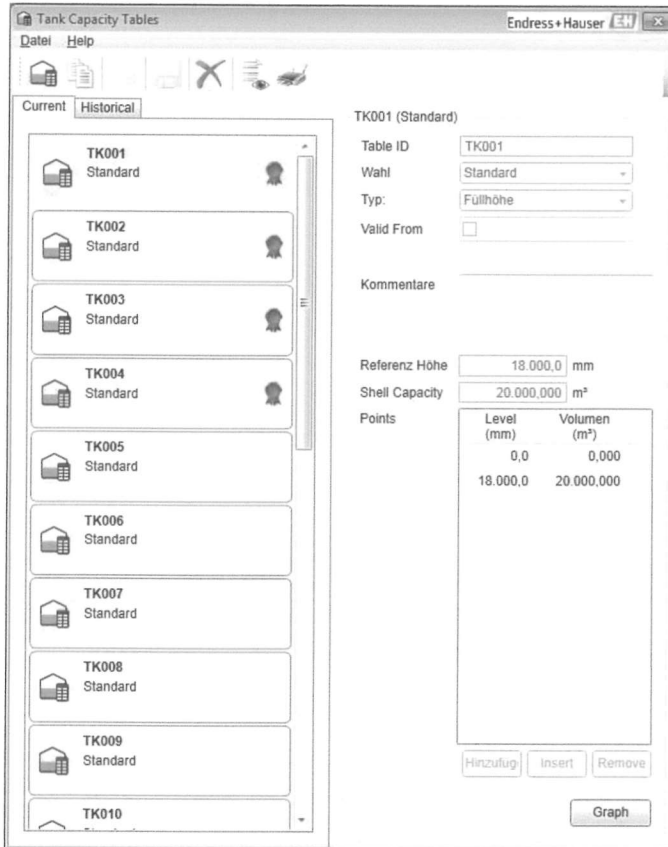 Tank Capacity Tables
Endress+Hauser EH
Datei Help
Current Historical
TK001
Standard
TK002
Standard
TK003
Standard
TK004
Standard
TK005
Standard
TK006
Standard
TK007
Standard
TK008
Standard
TK009
Standard
TK010
TK001 (Standard)
Table ID TK001
Wahl Standard
Typ: Füllhöhe
Valid From
Kommentare
Referenz Höhe 18.000,0 mm
Shell Capacity 20.000,000 m³
Points
Level Volumen
(mm) (m³)
0,0 0,000
18.000,0 20.000,000
Hinzufüg Insert Remove
Graph